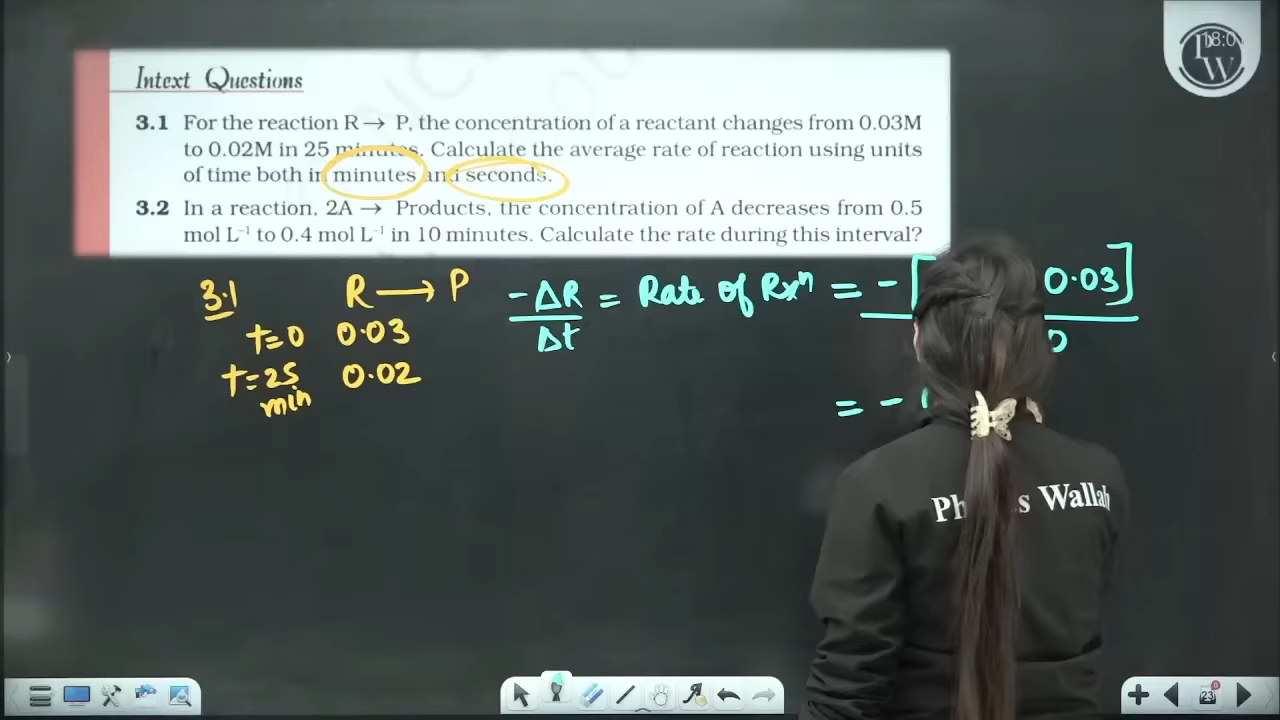 Intext Questions
3.1 For the reaction R → P, the concentration of a reactant changes from 0.03M
to 0.02M in 25 minutes. Calculate the average rate of reaction using units
of time both in minutes and seconds.
3.2 In a reaction, 2A → Products, the concentration of A decreases from 0.5
mol L⁻¹ to 0.4 mol L⁻¹ in 10 minutes. Calculate the rate during this interval?
3.1 R → P
t=0 0.03
t=25 0.02
min
-ΔR/Δt = Rate of Rxⁿ = -[ 0.03]
0
= -
Wallah
W
23